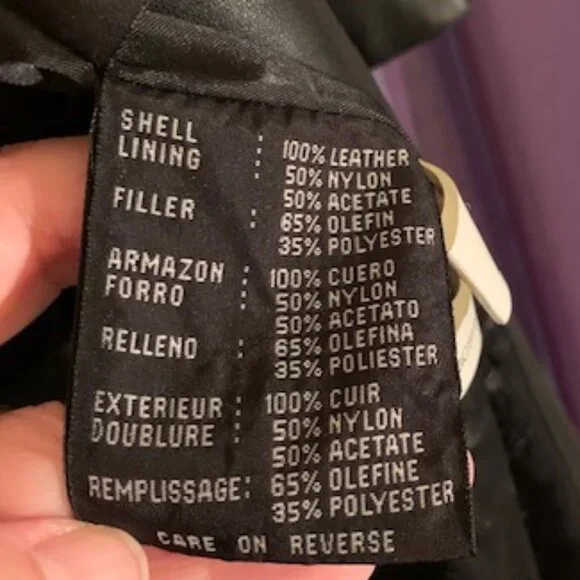 SHELL : 100% LEATHER
LINING : 50% NYLON
50% ACETATE
FILLER : 65% OLEFIN
35% POLYESTER
ARMAZON : 100% CUERO
FORRO : 50% NYLON
50% ACETATO
RELLENO : 65% OLEFINA
35% POLIESTER
EXTERIEUR : 100% CUIR
DOUBLURE : 50% NYLON
50% ACETATE
REMPLISSAGE: 65% OLEFINE
35% POLYESTER
CARE ON REVERSE